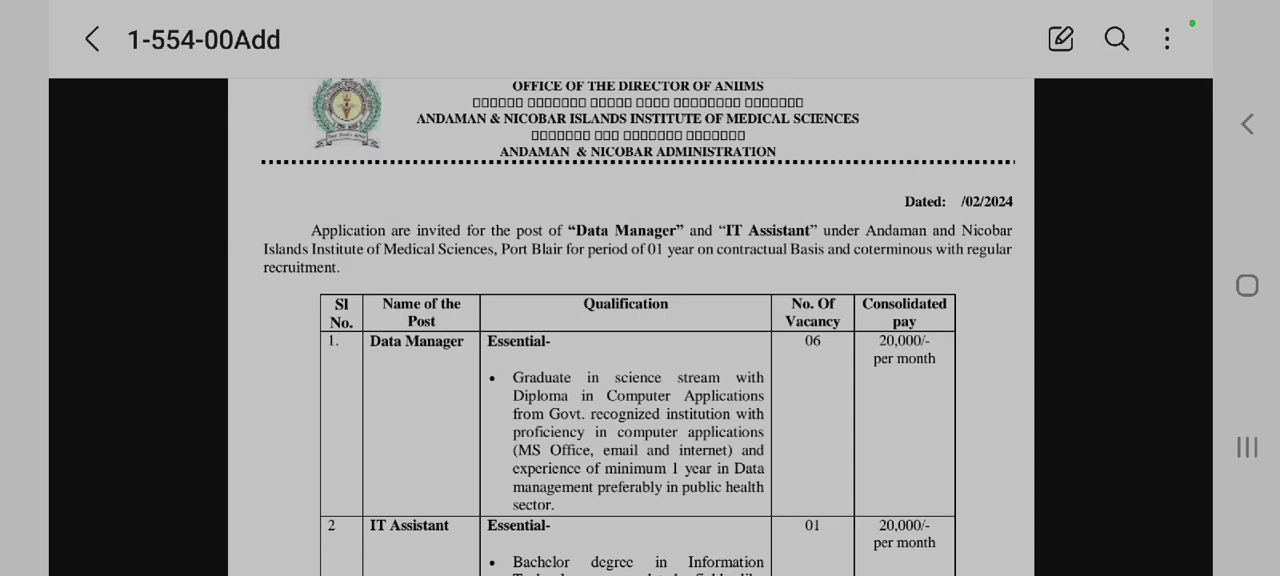 1-554-00Add
OFFICE OF THE DIRECTOR OF ANIIMS
ANDAMAN & NICOBAR ISLANDS INSTITUTE OF MEDICAL SCIENCES
ANDAMAN & NICOBAR ADMINISTRATION
Dated: /02/2024
Application are invited for the post of “Data Manager” and “IT Assistant” under Andaman and Nicobar
Islands Institute of Medical Sciences, Port Blair for period of 01 year on contractual Basis and coterminous with regular
recruitment.
Sl No. Name of the Post Qualification No. Of Vacancy Consolidated pay
1. Data Manager Essential- 06 20,000/-
per month
• Graduate in science stream with
Diploma in Computer Applications
from Govt. recognized institution with
proficiency in computer applications
(MS Office, email and internet) and
experience of minimum 1 year in Data
management preferably in public health
sector.
2 IT Assistant Essential- 01 20,000/-
per month
• Bachelor degree in Information